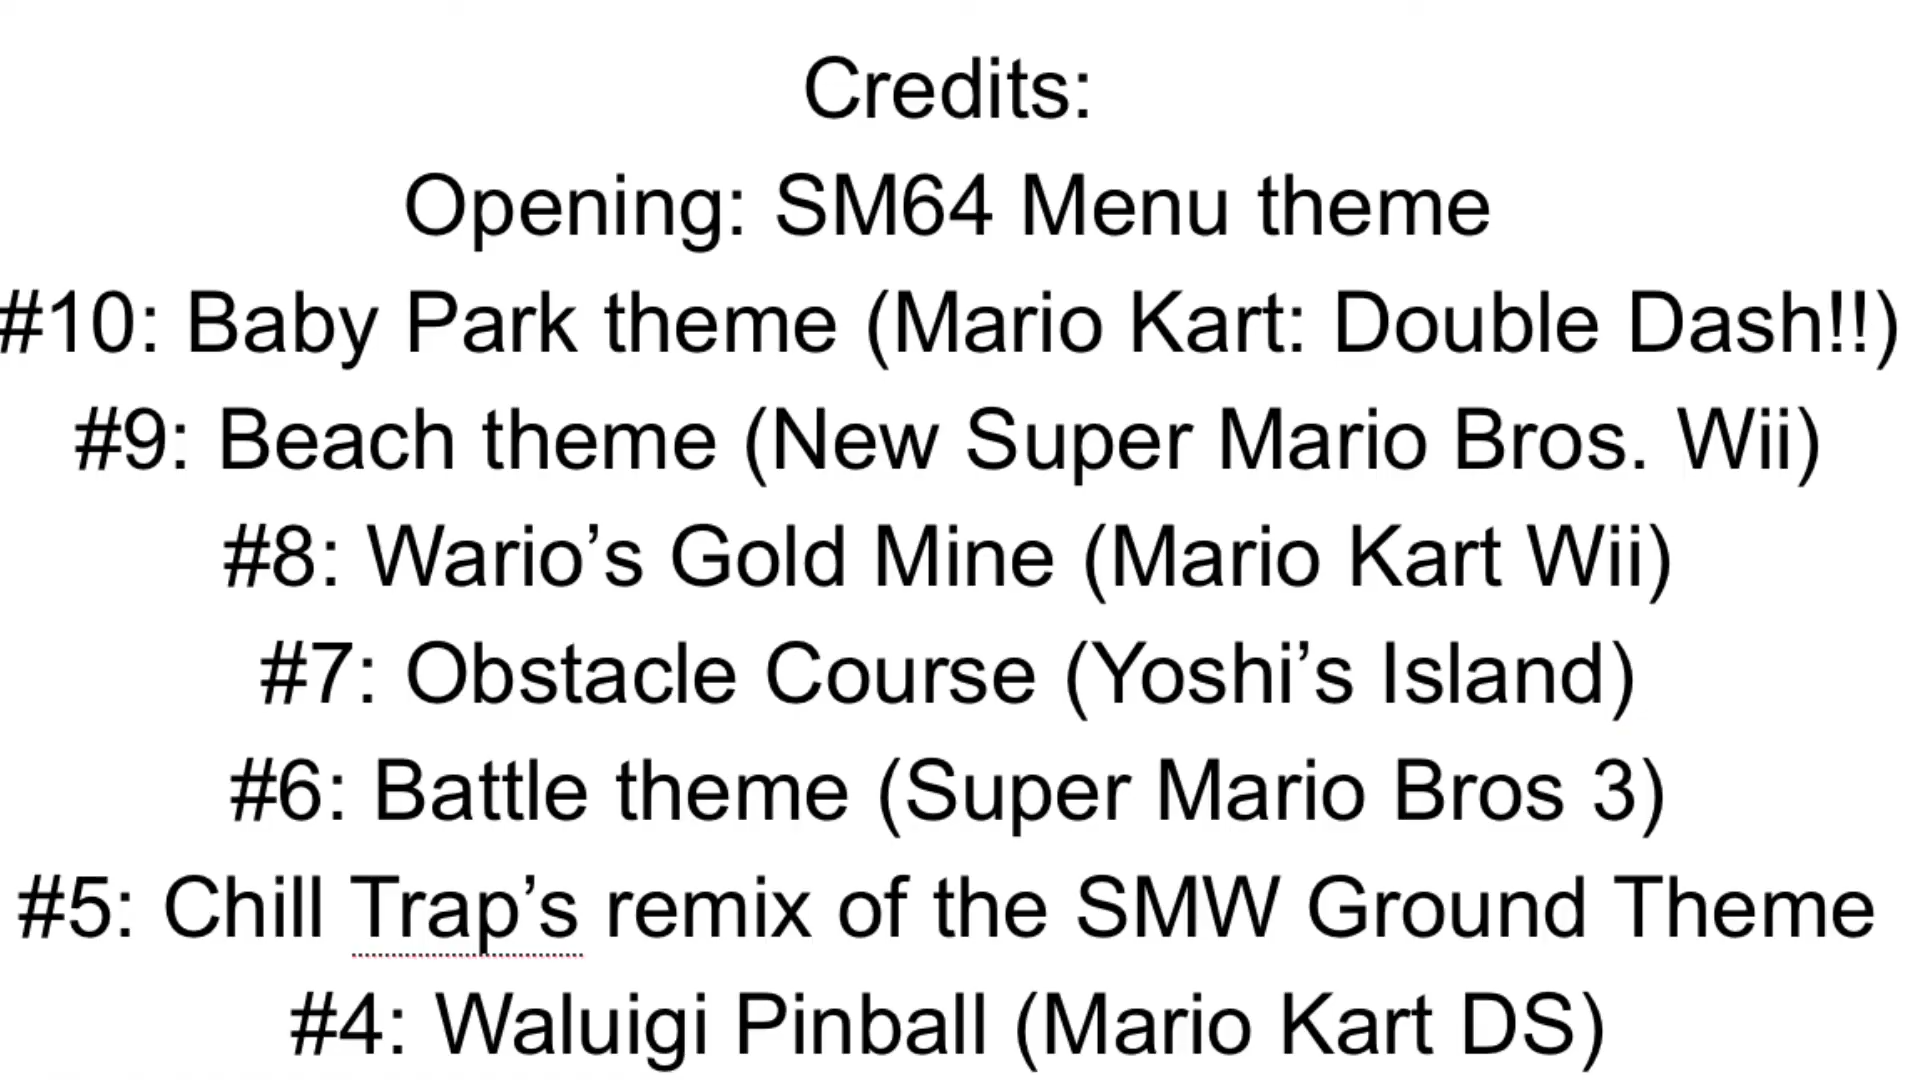 Credits:
Opening: SM64 Menu theme
#10: Baby Park theme (Mario Kart: Double Dash!!)
#9: Beach theme (New Super Mario Bros. Wii)
#8: Wario’s Gold Mine (Mario Kart Wii)
#7: Obstacle Course (Yoshi’s Island)
#6: Battle theme (Super Mario Bros 3)
#5: Chill Trap’s remix of the SMW Ground Theme
#4: Waluigi Pinball (Mario Kart DS)